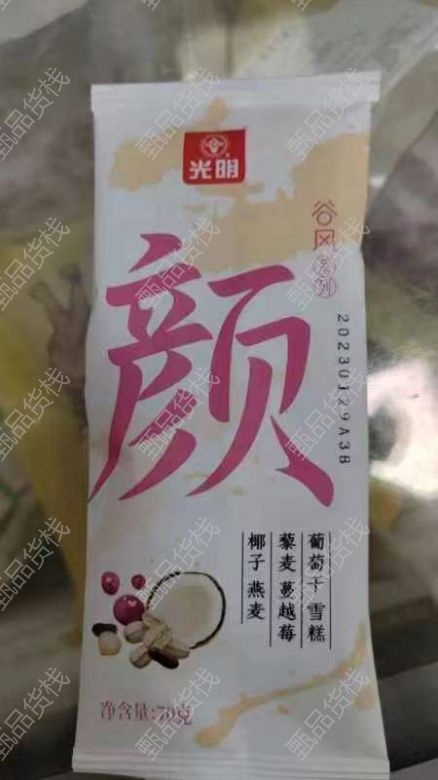 光明
谷风系列
颜
20230129A3B
葡萄干 雪糕
藜麦 蔓越莓
椰子 燕麦
净含量:70克
甄品货栈